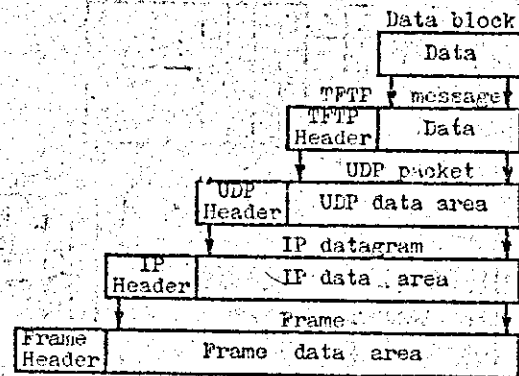 Data block
Data
TFTP message
TFTP
Header
Data
UDP packet
UDP
Header
UDP data area
IP datagram
IP
Header
IP data area
Frame
Frame
Header
Frame data area